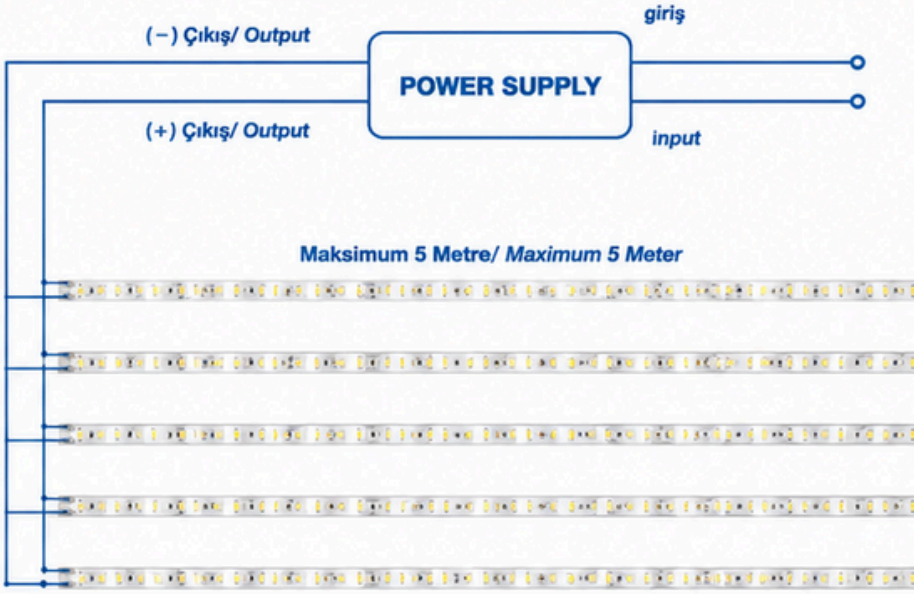 giriş
(−) Çıkış/ Output
POWER SUPPLY
(+) Çıkış/ Output
input
Maksimum 5 Metre/ Maximum 5 Meter